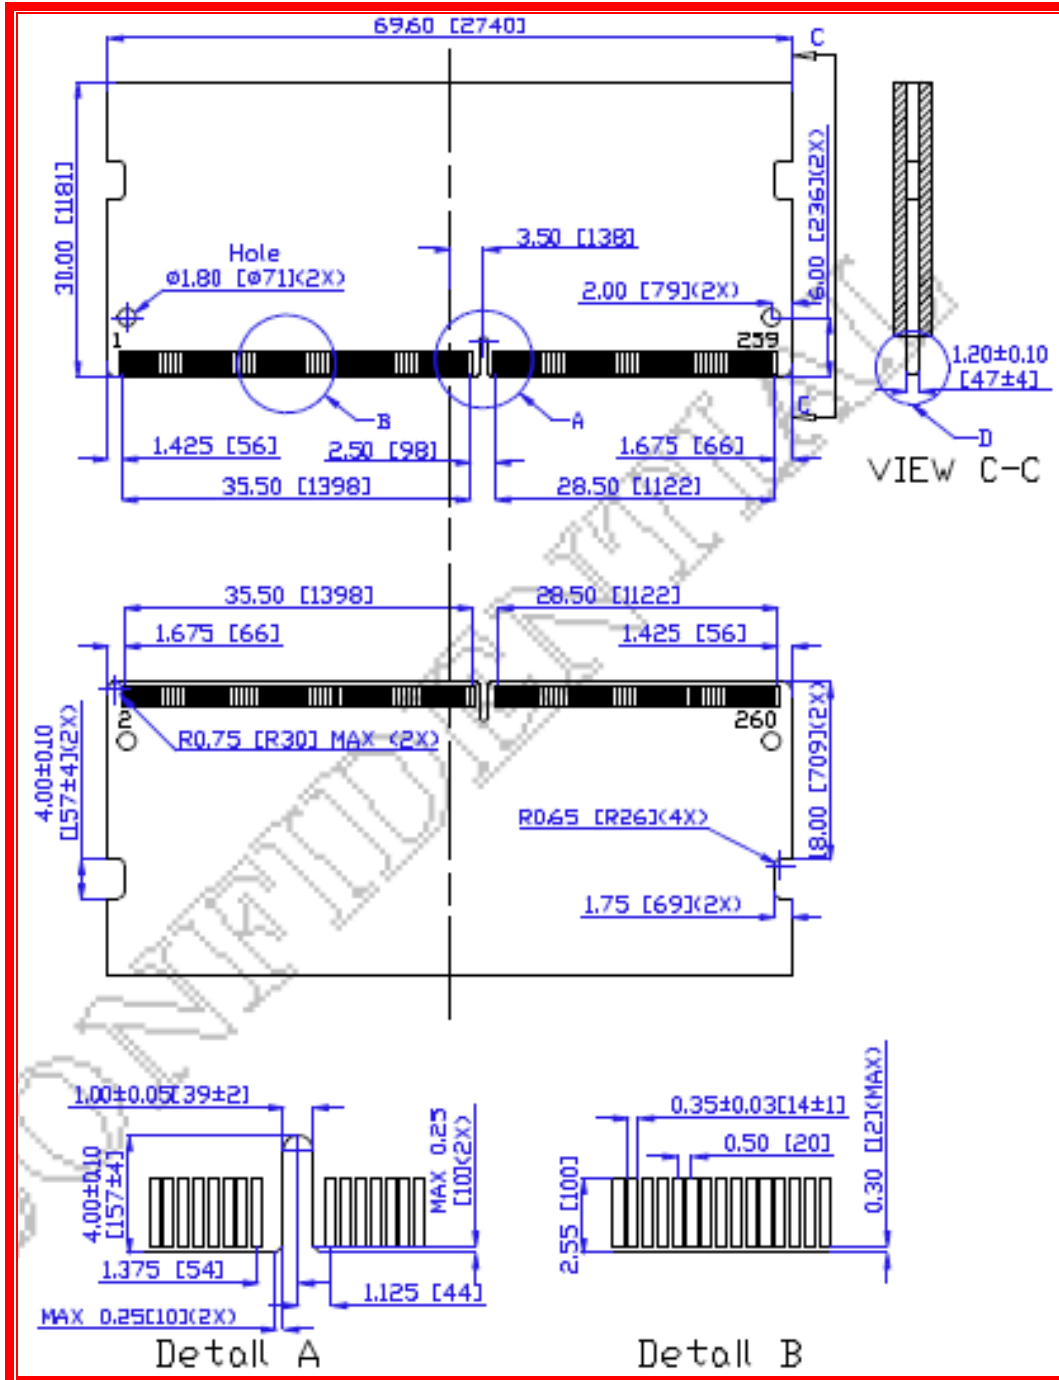 69.60 [2740]
C
30.00 [1181]
3.50 [138]
Hole
ø1.80 [ø71](2X)
2.00 [79](2X)
6.00 [236](2X)
1
259
1.20±0.10
[47±4]
B
A
C
D
1.425 [56]
2.50 [98]
1.675 [66]
VIEW C-C
35.50 [1398]
28.50 [1122]
35.50 [1398]
28.50 [1122]
1.675 [66]
1.425 [56]
2
260
R0.75 [R30] MAX (2X)
4.00±0.10
[157±4](2X)
18.00 [709](2X)
R0.65 [R26](4X)
1.75 [69](2X)
CONFIDENTIAL
1.00±0.05[39±2]
4.00±0.10
[157±4]
MAX 0.25
[10](2X)
1.375 [54]
1.125 [44]
MAX 0.25[10](2X)
Detail A
0.35±0.03[14±1]
0.50 [20]
2.55 [100]
0.30 [12](MAX)
Detail B